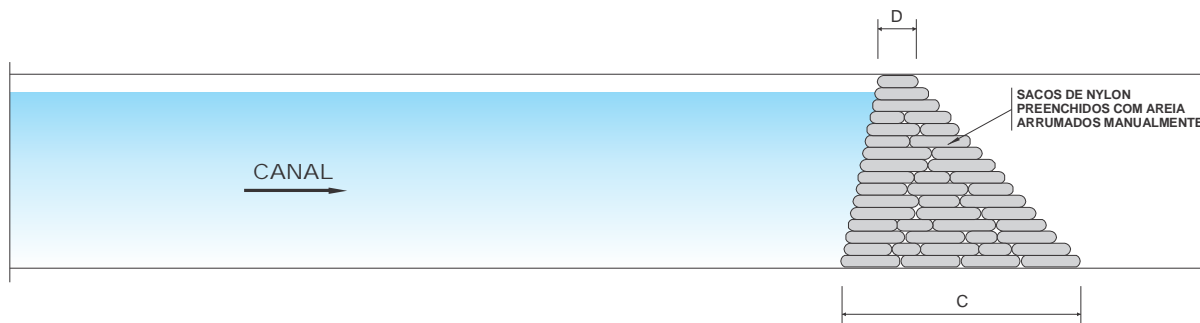 D
SACOS DE NYLON
PREENCHIDOS COM AREIA
ARRUMADOS MANUALMENTE
CANAL
C